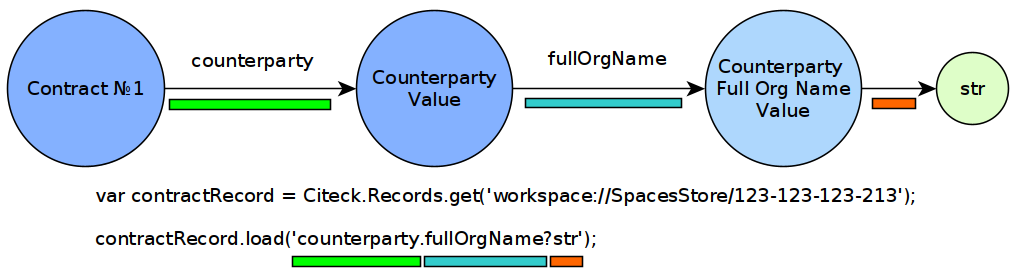 counterparty
fullOrgName
Contract №1
Counterparty
Value
Counterparty
Full Org Name
Value
str
var contractRecord = Citeck.Records.get('workspace://SpacesStore/123-123-123-213');
contractRecord.load('counterparty.fullOrgName?str');